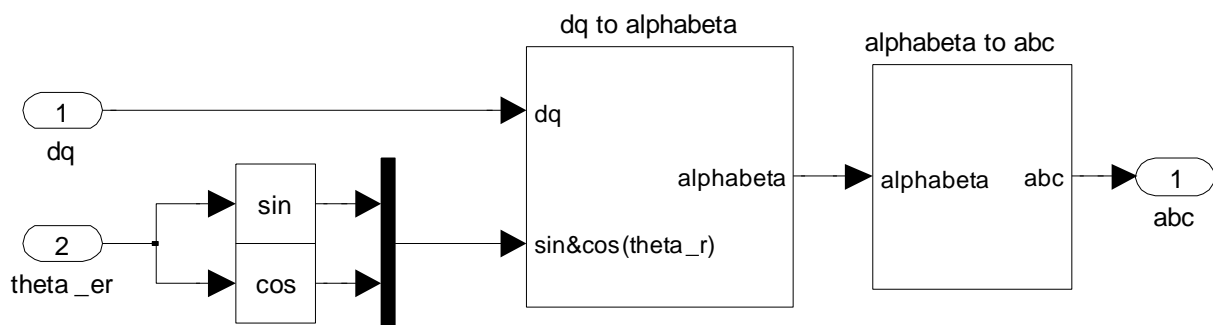 dq to alphabeta
alphabeta to abc
1
dq
dq
alphabeta
alphabeta
abc
1
abc
sin
2
theta _er
sin&cos(theta _r)
cos